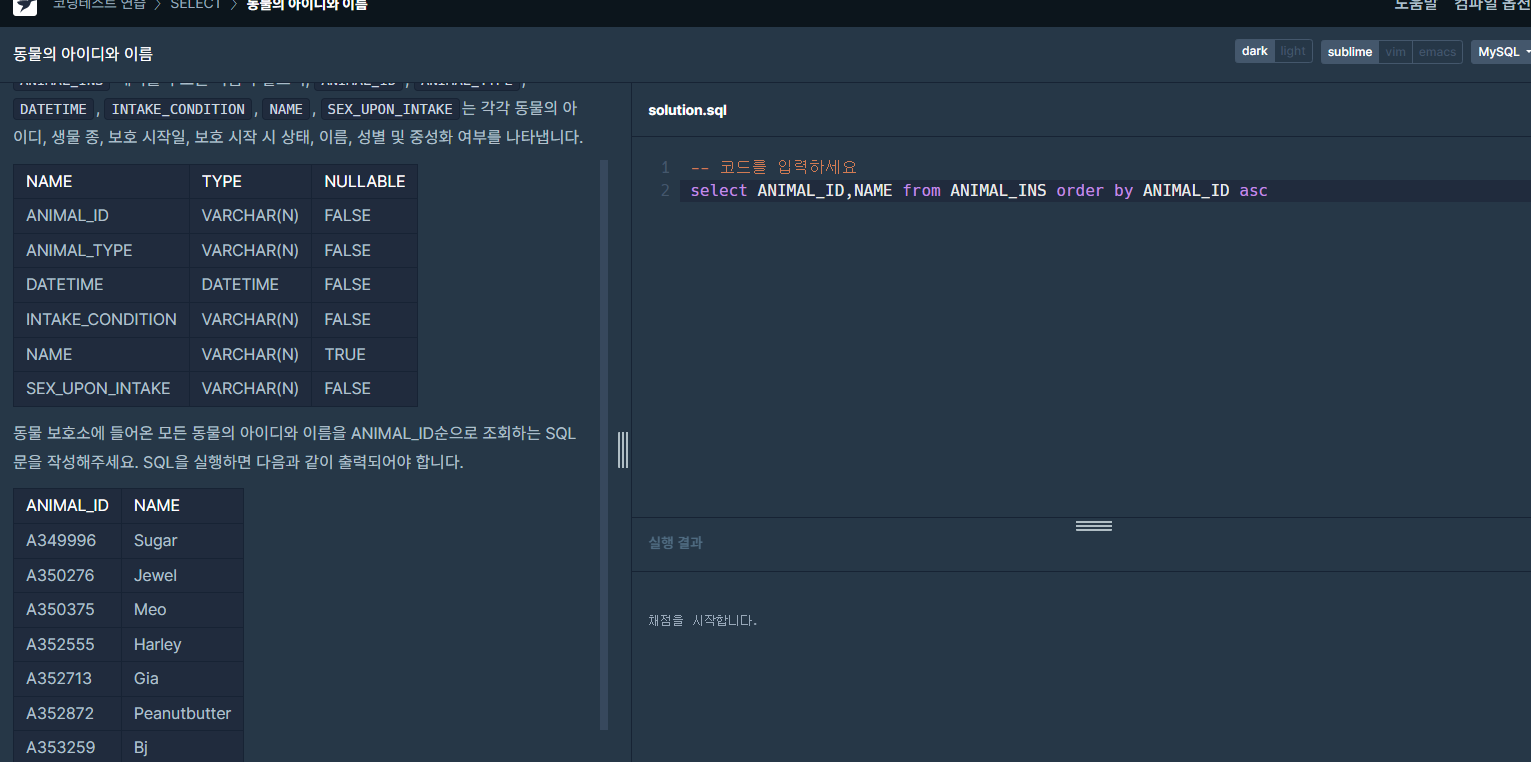 코딩테스트 연습 > SELECT > 동물의 아이디와 이름
도움말 컴파일 옵션
동물의 아이디와 이름
dark light sublime vim emacs MySQL
DATETIME , INTAKE_CONDITION , NAME , SEX_UPON_INTAKE 는 각각 동물의 아
이디, 생물 종, 보호 시작일, 보호 시작 시 상태, 이름, 성별 및 중성화 여부를 나타냅니다.
NAME TYPE NULLABLE
ANIMAL_ID VARCHAR(N) FALSE
ANIMAL_TYPE VARCHAR(N) FALSE
DATETIME DATETIME FALSE
INTAKE_CONDITION VARCHAR(N) FALSE
NAME VARCHAR(N) TRUE
SEX_UPON_INTAKE VARCHAR(N) FALSE
동물 보호소에 들어온 모든 동물의 아이디와 이름을 ANIMAL_ID순으로 조회하는 SQL
문을 작성해주세요. SQL을 실행하면 다음과 같이 출력되어야 합니다.
ANIMAL_ID NAME
A349996 Sugar
A350276 Jewel
A350375 Meo
A352555 Harley
A352713 Gia
A352872 Peanutbutter
A353259 Bj
solution.sql
1 -- 코드를 입력하세요
2 select ANIMAL_ID,NAME from ANIMAL_INS order by ANIMAL_ID asc
실행 결과
채점을 시작합니다.